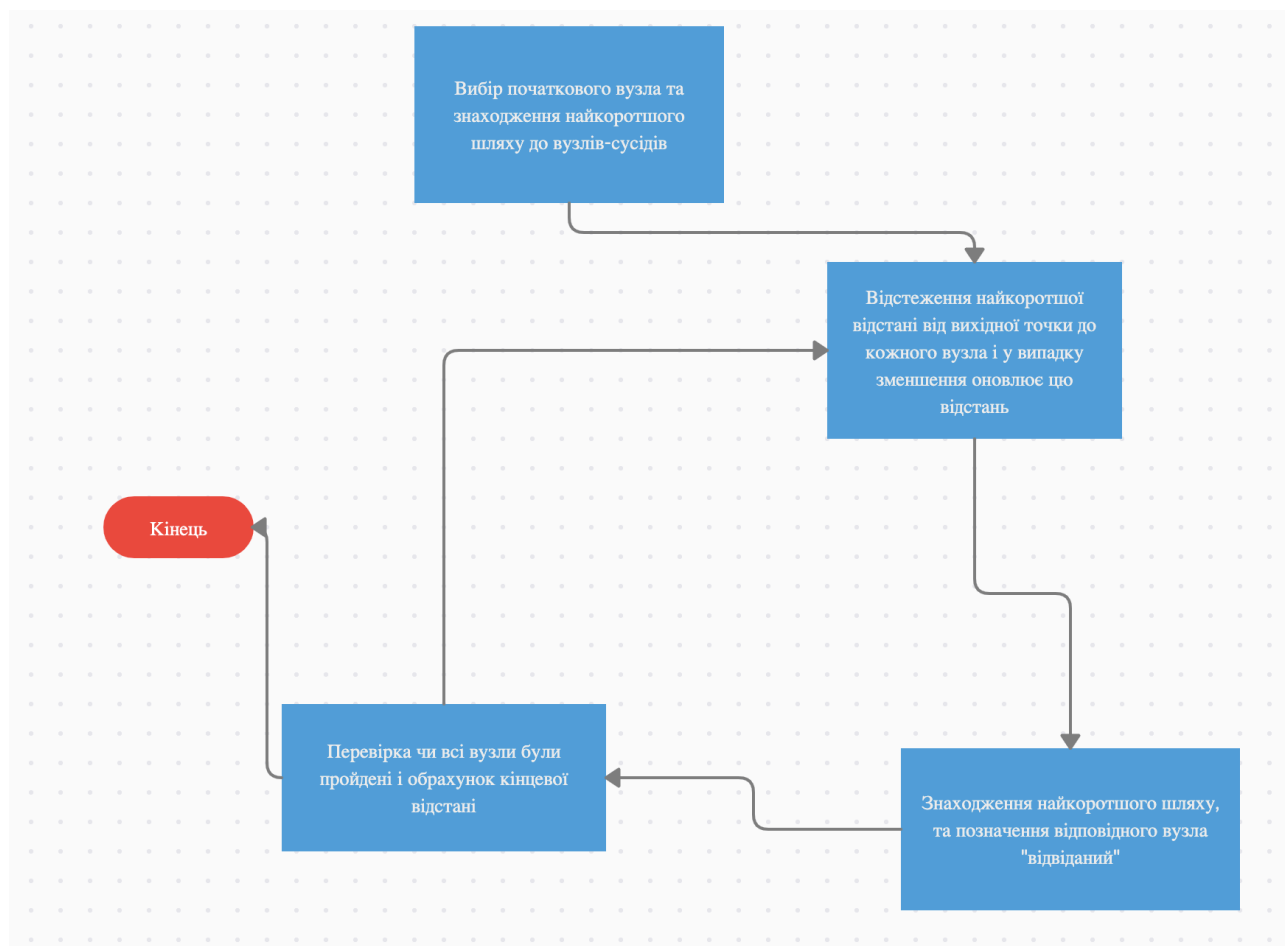 Вибір початкового вузла та
знаходження найкоротшого
шляху до вузлів-сусідів
Відстеження найкоротшої
відстані від вихідної точки до
кожного вузла і у випадку
зменшення оновлює цю
відстань
Кінець
Перевірка чи всі вузли були
пройдені і обрахунок кінцевої
відстані
Знаходження найкоротшого шляху,
та позначення відповідного вузла
"відвіданий"